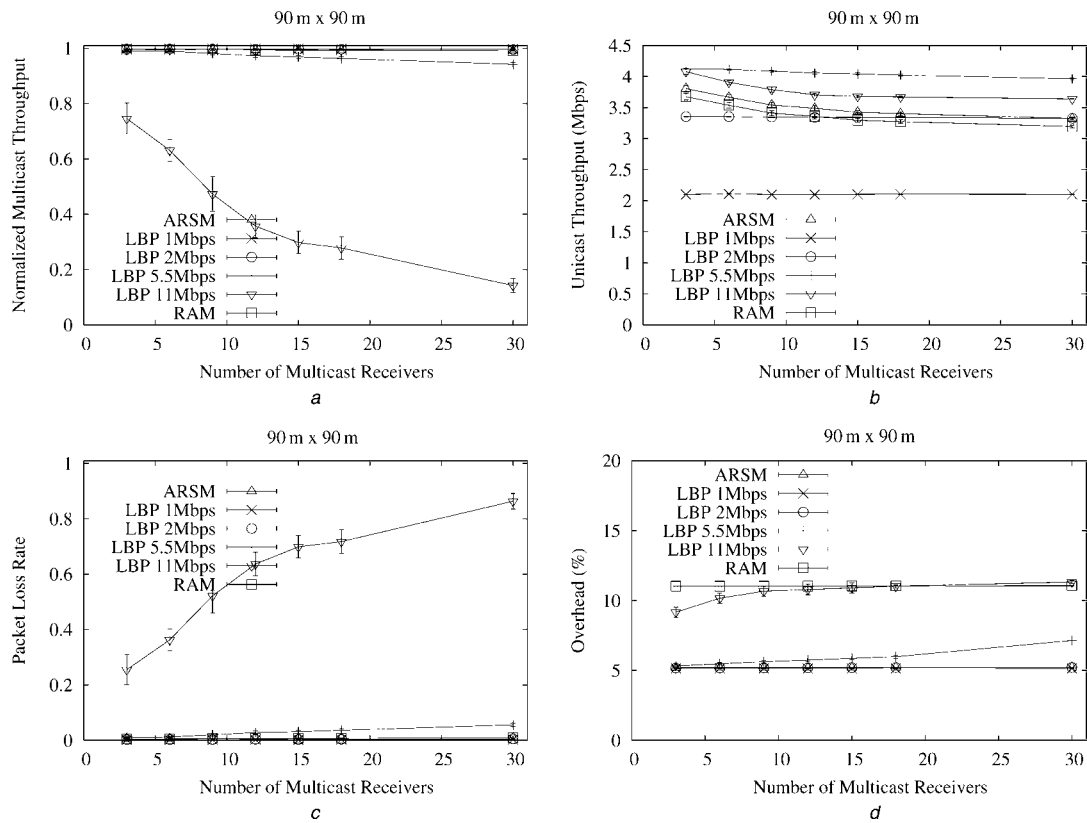 90 m x 90 m
Normalized Multicast Throughput
1
0.8
0.6
0.4
0.2
0
ARSM
LBP 1Mbps
LBP 2Mbps
LBP 5.5Mbps
LBP 11Mbps
RAM
0 5 10 15 20 25 30
Number of Multicast Receivers
a
90 m x 90 m
Unicast Throughput (Mbps)
4.5
4
3.5
3
2.5
2
1.5
1
0.5
0
ARSM
LBP 1Mbps
LBP 2Mbps
LBP 5.5Mbps
LBP 11Mbps
RAM
0 5 10 15 20 25 30
Number of Multicast Receivers
b
90 m x 90 m
Packet Loss Rate
1
0.8
0.6
0.4
0.2
0
ARSM
LBP 1Mbps
LBP 2Mbps
LBP 5.5Mbps
LBP 11Mbps
RAM
0 5 10 15 20 25 30
Number of Multicast Receivers
c
90 m x 90 m
Overhead (%)
20
15
10
5
0
ARSM
LBP 1Mbps
LBP 2Mbps
LBP 5.5Mbps
LBP 11Mbps
RAM
0 5 10 15 20 25 30
Number of Multicast Receivers
d